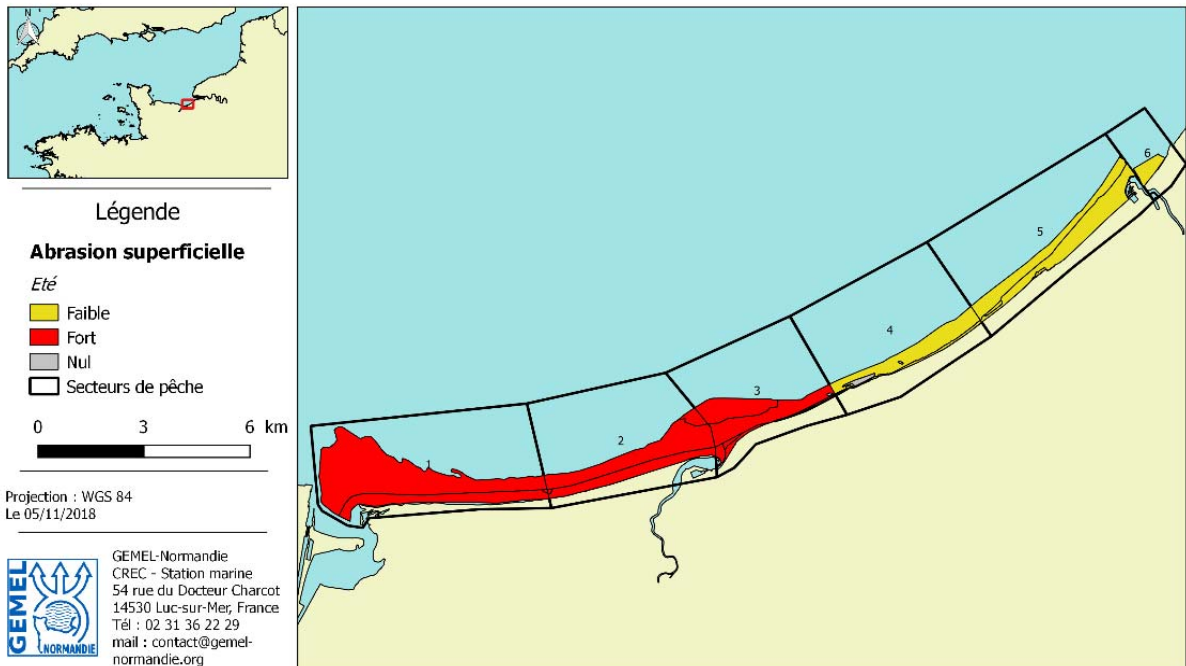 N
Légende
Abrasion superficielle
Eté
Faible
Fort
Nul
Secteurs de pêche
0 3 6 km
Projection : WGS 84
Le 05/11/2018
GEMEL
NORMANDIE
GEMEL-Normandie
CREC - Station marine
54 rue du Docteur Charcot
14530 Luc-sur-Mer, France
Tél : 02 31 36 22 29
mail : contact@gemel-
normandie.org
1
2
3
4
5
6